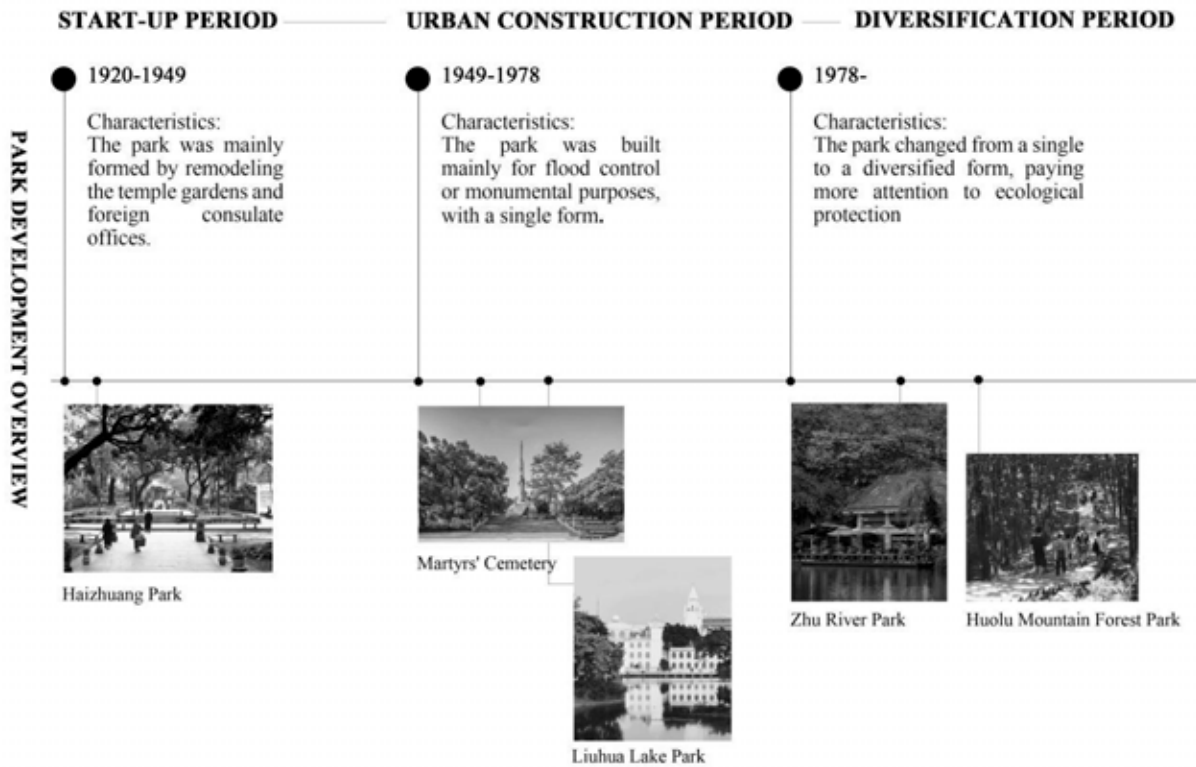 START-UP PERIOD
URBAN CONSTRUCTION PERIOD
DIVERSIFICATION PERIOD
PARK DEVELOPMENT OVERVIEW
1920-1949
Characteristics:
The park was mainly
formed by remodeling
the temple gardens and
foreign consulate
offices.
1949-1978
Characteristics:
The park was built
mainly for flood control
or monumental purposes,
with a single form.
1978-
Characteristics:
The park changed from a single
to a diversified form, paying
more attention to ecological
protection
Haizhuang Park
Martyrs' Cemetery
Liuhua Lake Park
Zhu River Park
Huolu Mountain Forest Park